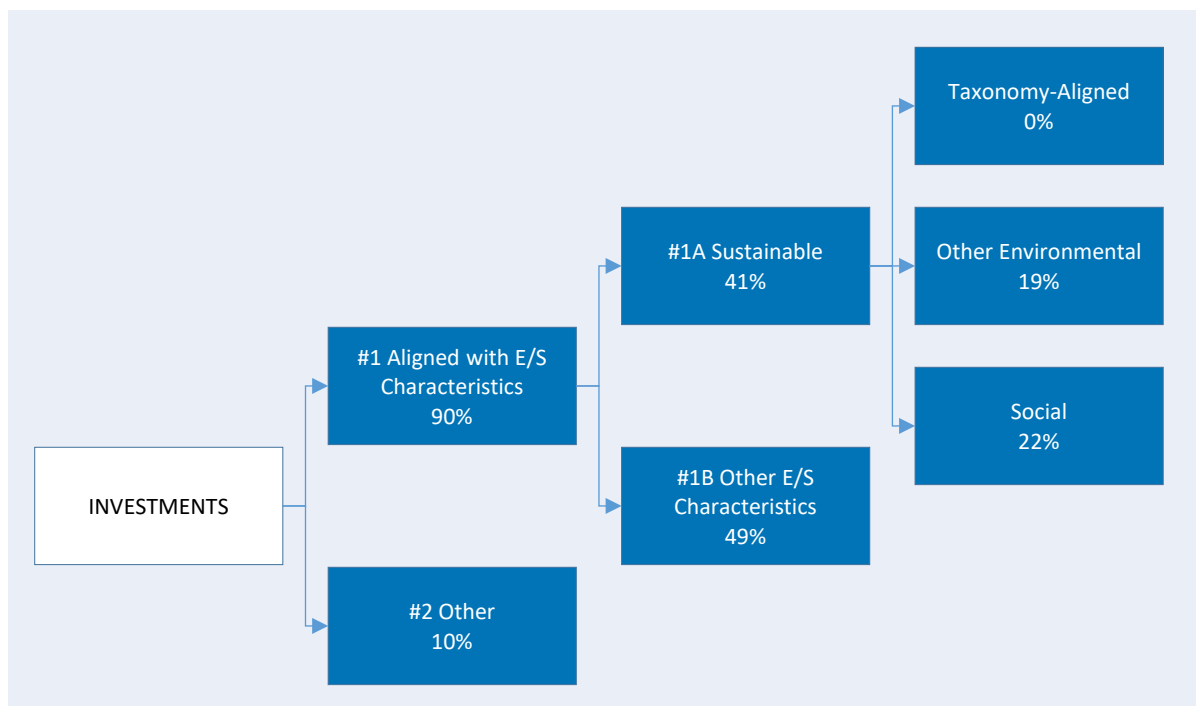 INVESTMENTS
#1 Aligned with E/S
Characteristics
90%
#2 Other
10%
#1A Sustainable
41%
#1B Other E/S
Characteristics
49%
Taxonomy-Aligned
0%
Other Environmental
19%
Social
22%